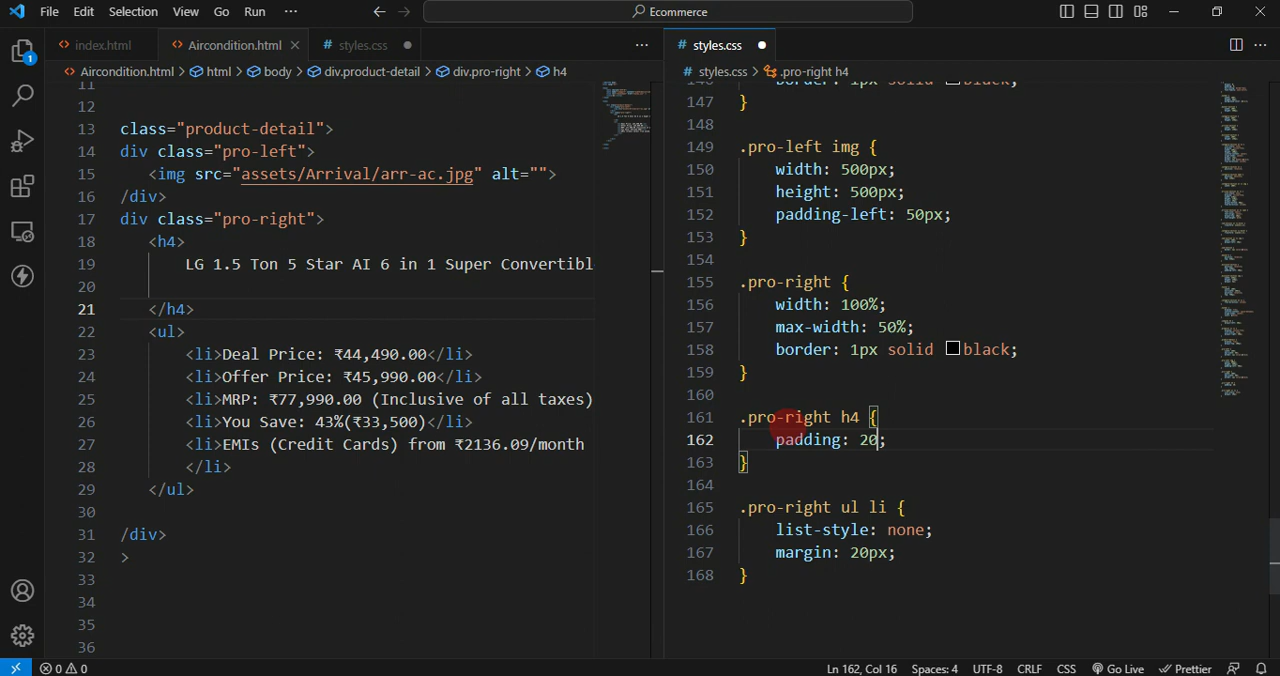 File Edit Selection View Go Run ··· Ecommerce
index.html Aircondition.html styles.css ··· styles.css ···
Aircondition.html > html > body > div.product-detail > div.pro-right > h4
styles.css > .pro-right h4
11
12
13 class="product-detail">
14 div class="pro-left">
15 <img src="assets/Arrival/arr-ac.jpg" alt="">
16 /div>
17 div class="pro-right">
18 <h4>
19 LG 1.5 Ton 5 Star AI 6 in 1 Super Convertibl
20
21 </h4>
22 <ul>
23 <li>Deal Price: ₹44,490.00</li>
24 <li>Offer Price: ₹45,990.00</li>
25 <li>MRP: ₹77,990.00 (Inclusive of all taxes)
26 <li>You Save: 43%(₹33,500)</li>
27 <li>EMIs (Credit Cards) from ₹2136.09/month
28 </li>
29 </ul>
30
31 /div>
32 >
33
34
35
36
146 border: 1px solid black;
147 }
148
149 .pro-left img {
150 width: 500px;
151 height: 500px;
152 padding-left: 50px;
153 }
154
155 .pro-right {
156 width: 100%;
157 max-width: 50%;
158 border: 1px solid black;
159 }
160
161 .pro-right h4 {
162 padding: 20;
163 }
164
165 .pro-right ul li {
166 list-style: none;
167 margin: 20px;
168 }
1
0 0 Ln 162, Col 16 Spaces: 4 UTF-8 CRLF CSS Go Live Prettier